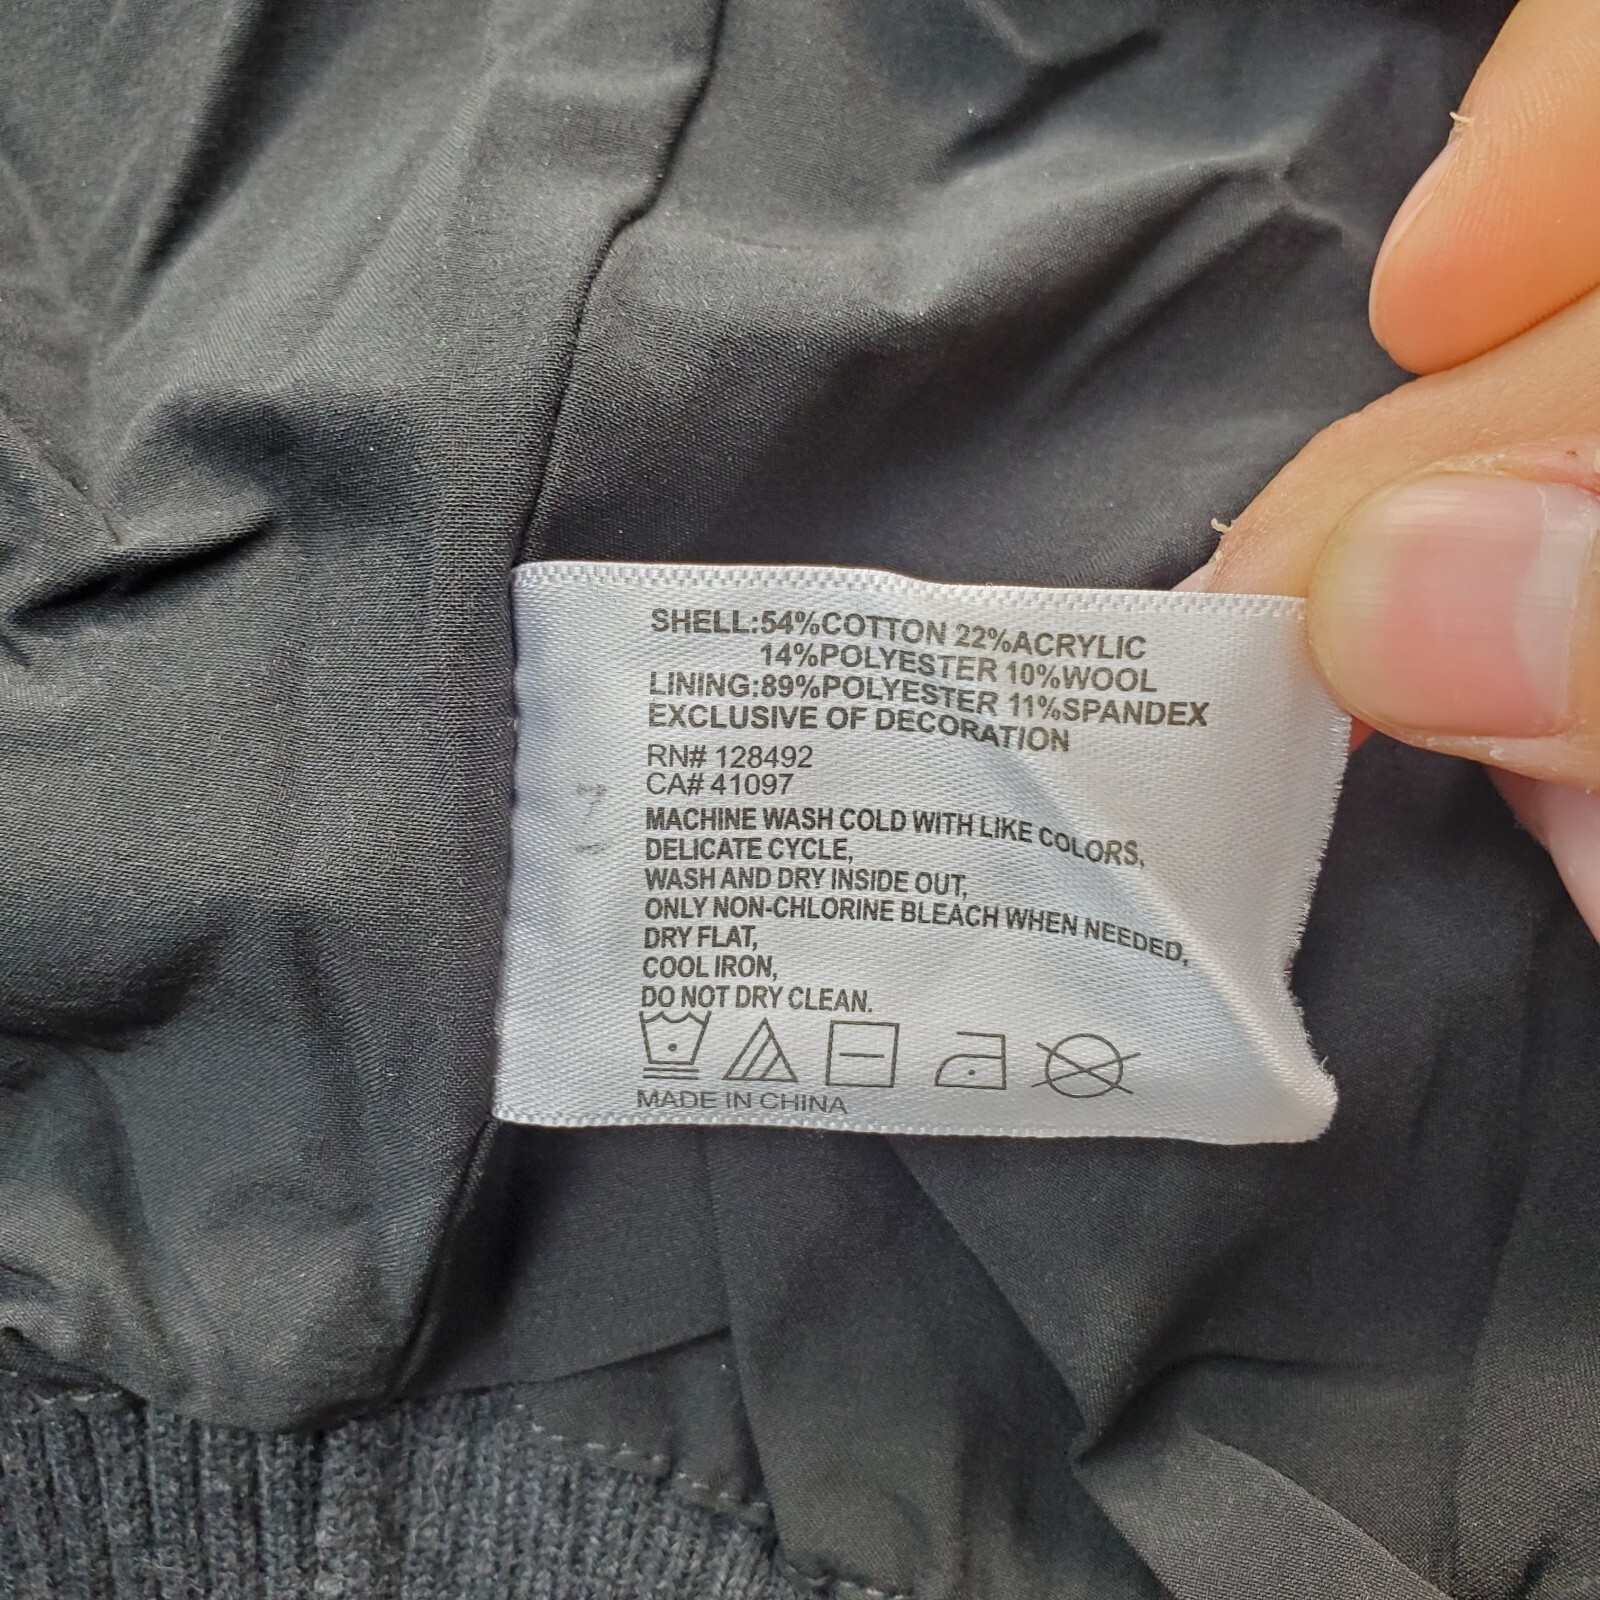 SHELL:54%COTTON 22%ACRYLIC
14%POLYESTER 10%WOOL
LINING:89%POLYESTER 11%SPANDEX
EXCLUSIVE OF DECORATION
RN# 128492
CA# 41097
MACHINE WASH COLD WITH LIKE COLORS,
DELICATE CYCLE,
WASH AND DRY INSIDE OUT,
ONLY NON-CHLORINE BLEACH WHEN NEEDED,
DRY FLAT,
COOL IRON,
DO NOT DRY CLEAN.
MADE IN CHINA